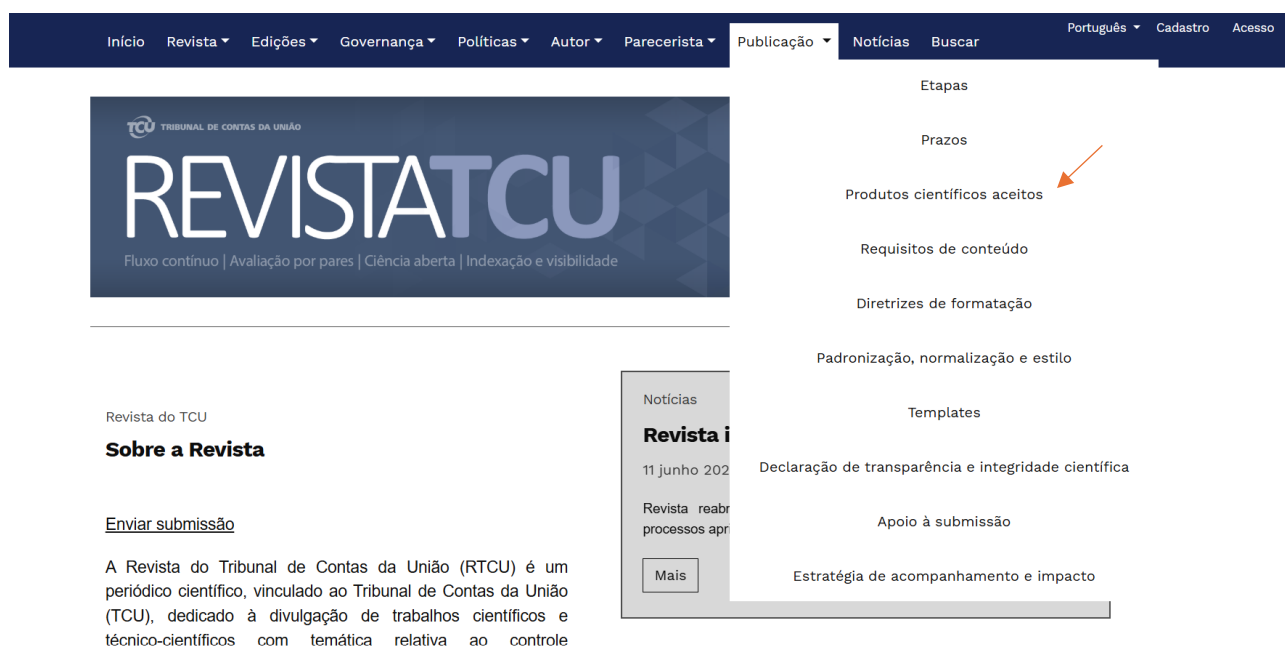 Início Revista Edições Governança Políticas Autor Parecerista Publicação Notícias Buscar Português Cadastro Acesso
Etapas
Prazos
Produtos científicos aceitos
Requisitos de conteúdo
Diretrizes de formatação
Padronização, normalização e estilo
Templates
Declaração de transparência e integridade científica
Apoio à submissão
Estratégia de acompanhamento e impacto
TCU TRIBUNAL DE CONTAS DA UNIÃO
REVISTATCU
Fluxo contínuo | Avaliação por pares | Ciência aberta | Indexação e visibilidade
Revista do TCU
Sobre a Revista
Enviar submissão
A Revista do Tribunal de Contas da União (RTCU) é um
periódico científico, vinculado ao Tribunal de Contas da União
(TCU), dedicado à divulgação de trabalhos científicos e
técnico-científicos com temática relativa ao controle
Notícias
Revista
11 junho
Revista
processos
Mais